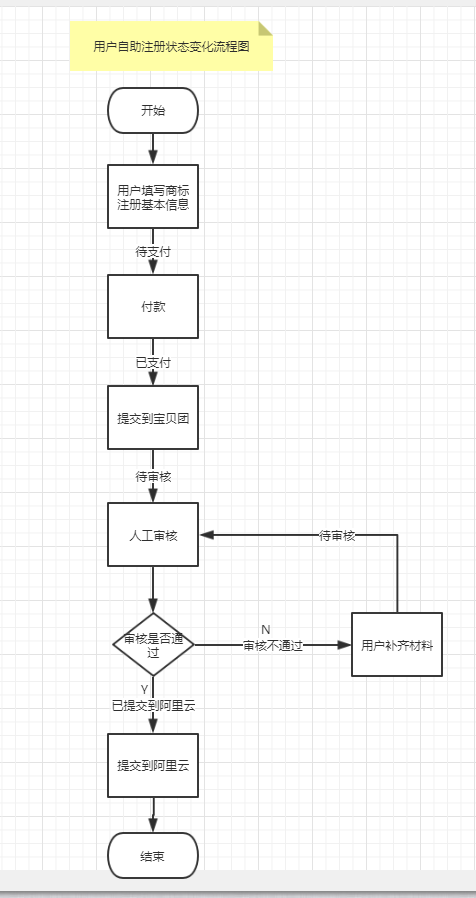 用户自助注册状态变化流程图
开始
用户填写商标
注册基本信息
待支付
付款
已支付
提交到宝贝团
待审核
人工审核
待审核
审核是否通
过
N
审核不通过
用户补齐材料
Y
已提交到阿里云
提交到阿里云
结束